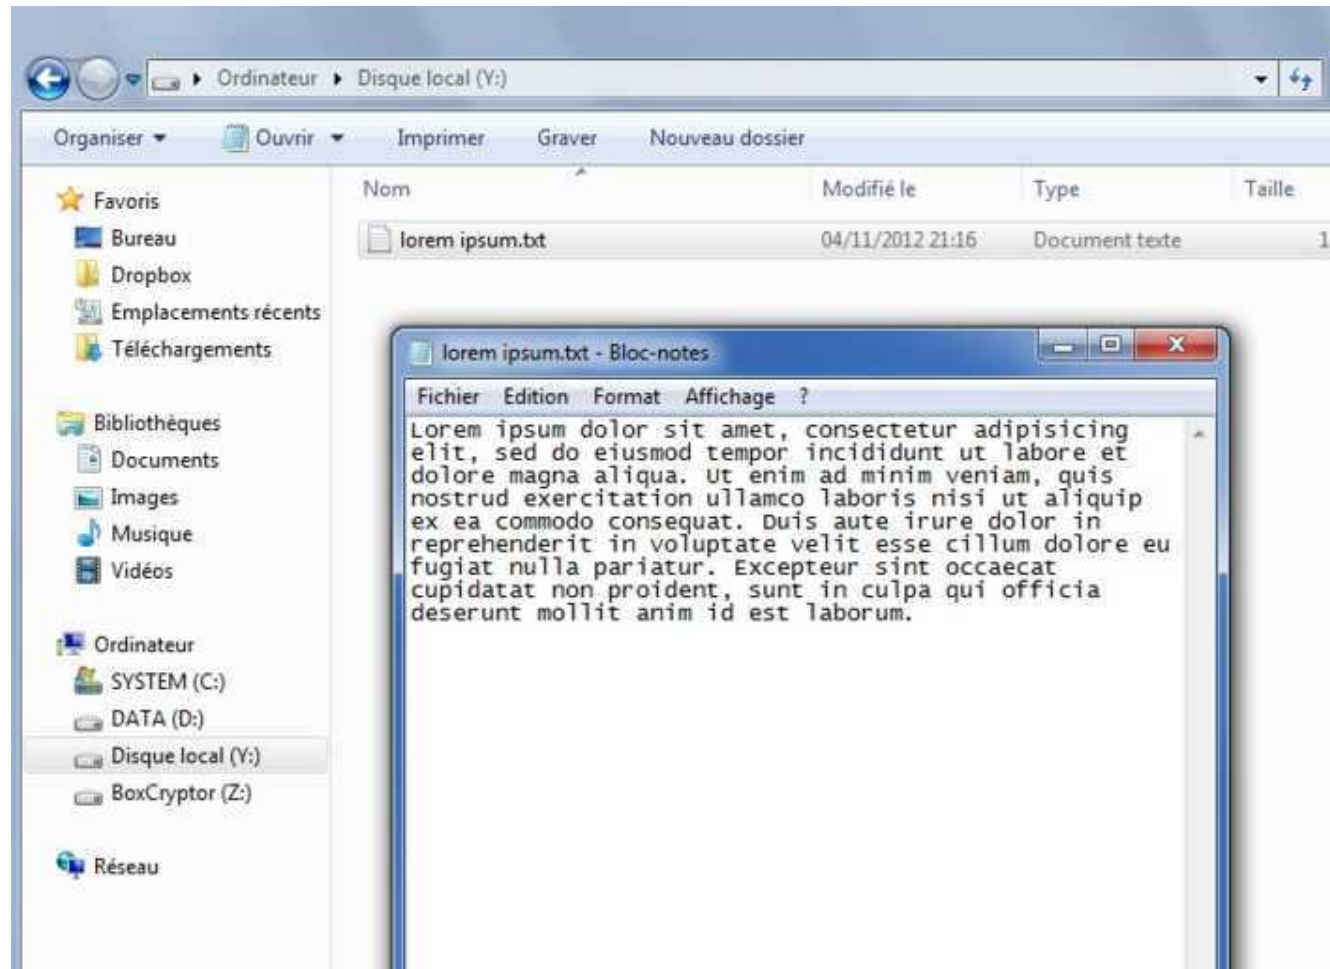 Ordinateur Disque local (Y:)
Organiser Ouvrir Imprimer Graver Nouveau dossier
Nom Modifié le Type Taille
lorem ipsum.txt 04/11/2012 21:16 Document texte 1
Favoris
Bureau
Dropbox
Emplacements récents
Téléchargements
Bibliothèques
Documents
Images
Musique
Vidéos
Ordinateur
SYSTEM (C:)
DATA (D:)
Disque local (Y:)
BoxCryptor (Z:)
Réseau
lorem ipsum.txt - Bloc-notes
Fichier Edition Format Affichage ?
Lorem ipsum dolor sit amet, consectetur adipisicing
elit, sed do eiusmod tempor incididunt ut labore et
dolore magna aliqua. Ut enim ad minim veniam, quis
nostrud exercitation ullamco laboris nisi ut aliquip
ex ea commodo consequat. Duis aute irure dolor in
reprehenderit in voluptate velit esse cillum dolore eu
fugiat nulla pariatur. Excepteur sint occaecat
cupidatat non proident, sunt in culpa qui officia
deserunt mollit anim id est laborum.